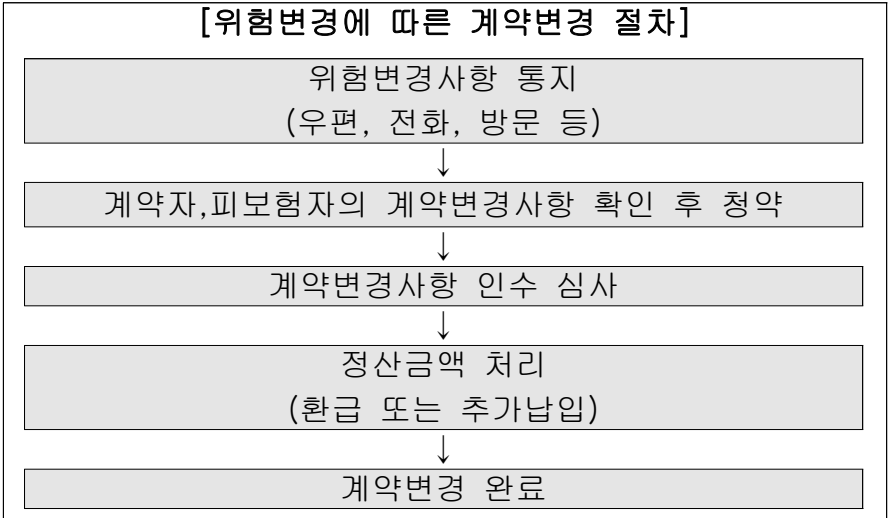 [위험변경에 따른 계약변경 절차]
위험변경사항 통지
(우편, 전화, 방문 등)
↓
계약자,피보험자의 계약변경사항 확인 후 청약
↓
계약변경사항 인수 심사
↓
정산금액 처리
(환급 또는 추가납입)
↓
계약변경 완료